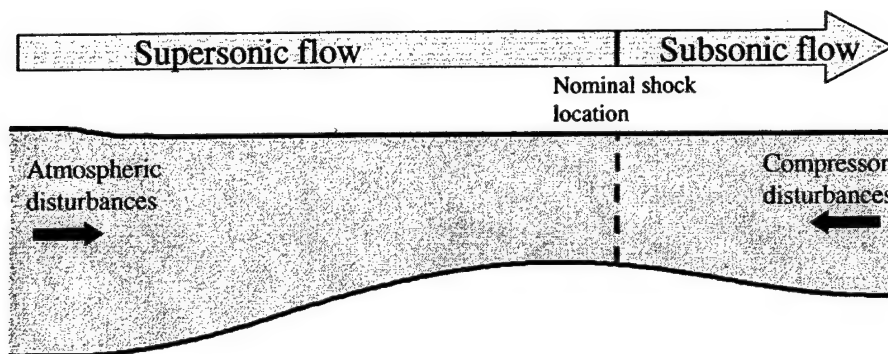 Supersonic flow
Subsonic flow
Nominal shock
location
Atmospheric
disturbances
Compressor
disturbances